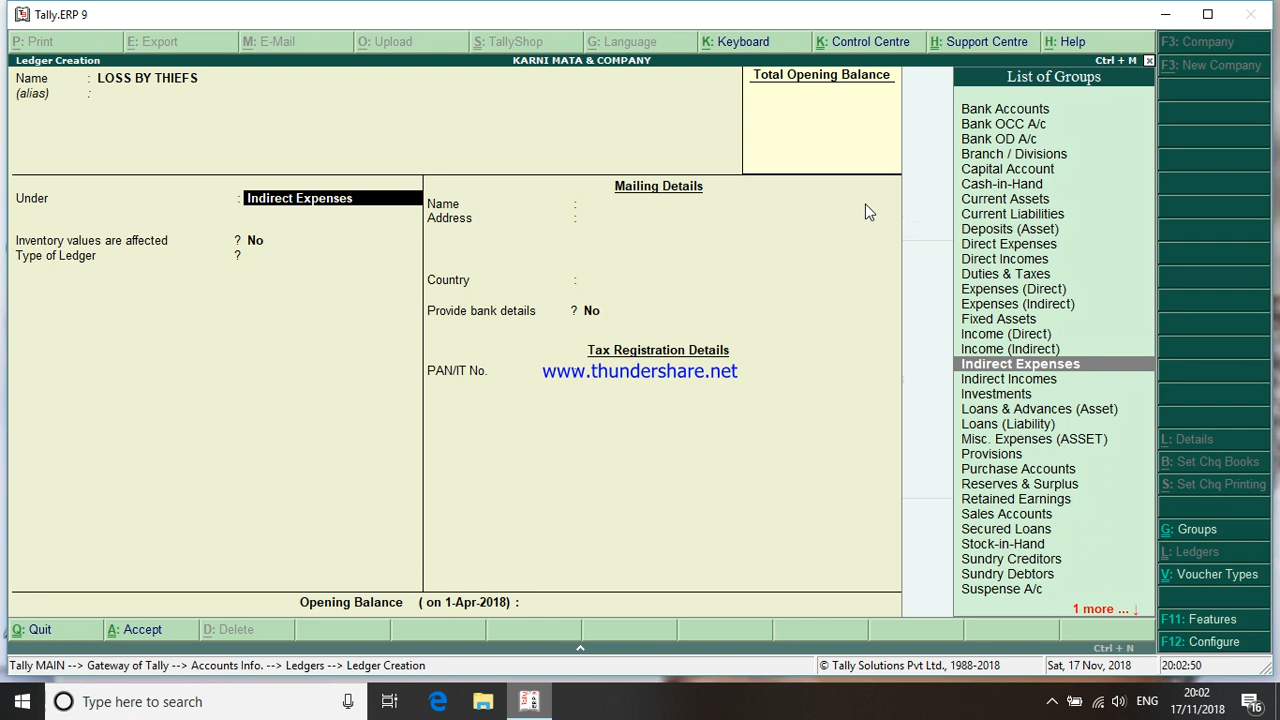 Tally.ERP 9
P: Print E: Export M: E-Mail O: Upload S: TallyShop G: Language K: Keyboard K: Control Centre H: Support Centre H: Help F3: Company
Ledger Creation KARNI MATA & COMPANY Ctrl + M
F3: New Company
Name : LOSS BY THIEFS
(alias) :
Total Opening Balance
Under : Indirect Expenses
Inventory values are affected ? No
Type of Ledger ?
Mailing Details
Name :
Address :
Country :
Provide bank details ? No
Tax Registration Details
PAN/IT No.
www.thundershare.net
Opening Balance ( on 1-Apr-2018) :
List of Groups
Bank Accounts
Bank OCC A/c
Bank OD A/c
Branch / Divisions
Capital Account
Cash-in-Hand
Current Assets
Current Liabilities
Deposits (Asset)
Direct Expenses
Direct Incomes
Duties & Taxes
Expenses (Direct)
Expenses (Indirect)
Fixed Assets
Income (Direct)
Income (Indirect)
Indirect Expenses
Indirect Incomes
Investments
Loans & Advances (Asset)
Loans (Liability)
Misc. Expenses (ASSET)
Provisions
Purchase Accounts
Reserves & Surplus
Retained Earnings
Sales Accounts
Secured Loans
Stock-in-Hand
Sundry Creditors
Sundry Debtors
Suspense A/c
1 more ... ↓
L: Details
B: Set Chq Books
S: Set Chq Printing
G: Groups
L: Ledgers
V: Voucher Types
F11: Features
F12: Configure
Q: Quit A: Accept D: Delete
Ctrl + N
Tally MAIN --> Gateway of Tally --> Accounts Info. --> Ledgers --> Ledger Creation © Tally Solutions Pvt Ltd., 1988-2018 Sat, 17 Nov, 2018 20:02:50
Type here to search ENG 20:02
17/11/2018 16